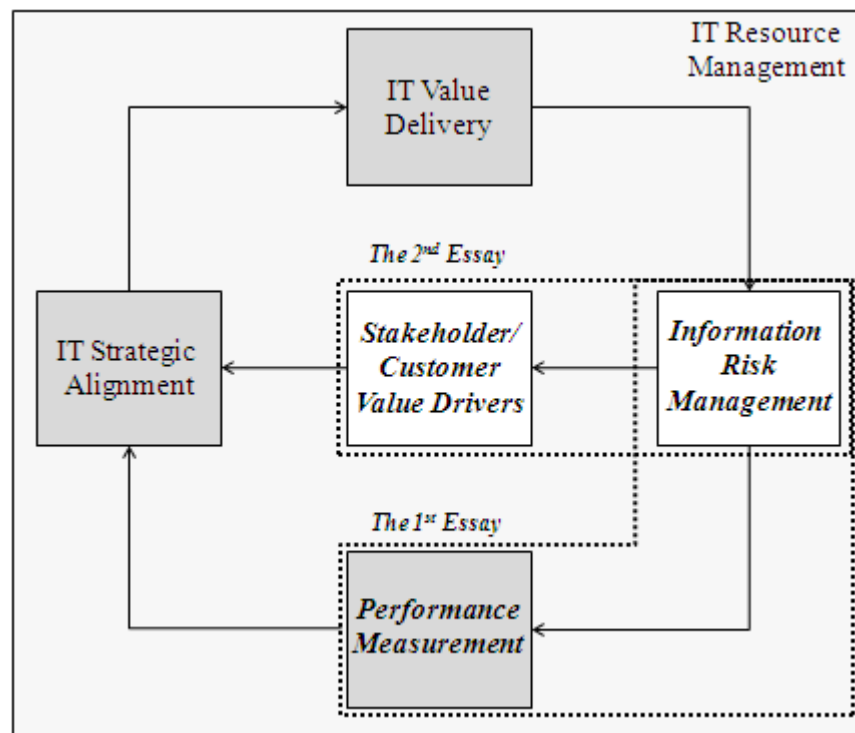 IT Resource
Management
IT Value
Delivery
The 2nd Essay
IT Strategic
Alignment
Stakeholder/
Customer
Value Drivers
Information
Risk
Management
The 1st Essay
Performance
Measurement